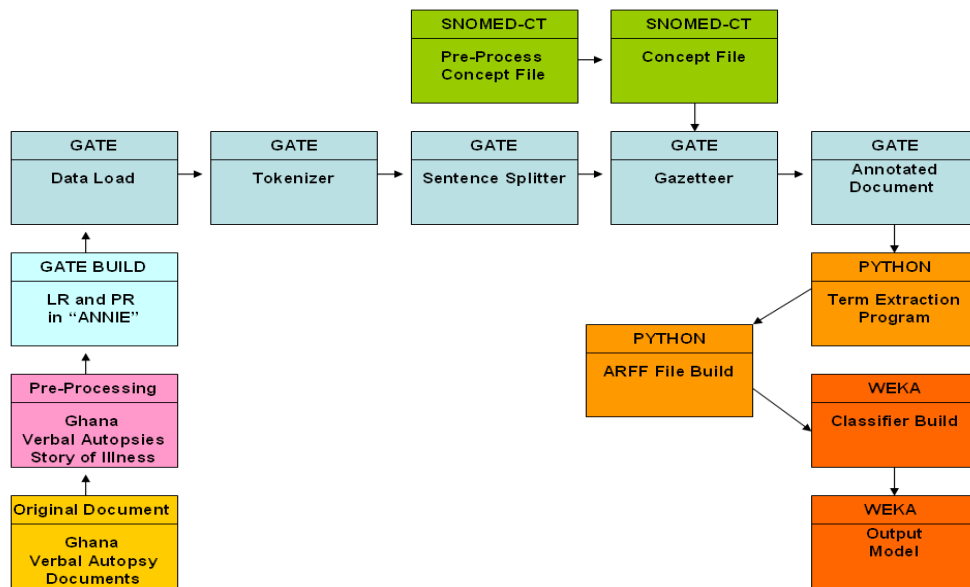 SNOMED-CT
Pre-Process
Concept File
SNOMED-CT
Concept File
GATE
Data Load
GATE
Tokenizer
GATE
Sentence Splitter
GATE
Gazetteer
GATE
Annotated
Document
GATE BUILD
LR and PR
in “ANNIE”
PYTHON
Term Extraction
Program
PYTHON
ARFF File Build
Pre-Processing
Ghana
Verbal Autopsies
Story of Illness
WEKA
Classifier Build
Original Document
Ghana
Verbal Autopsy
Documents
WEKA
Output
Model